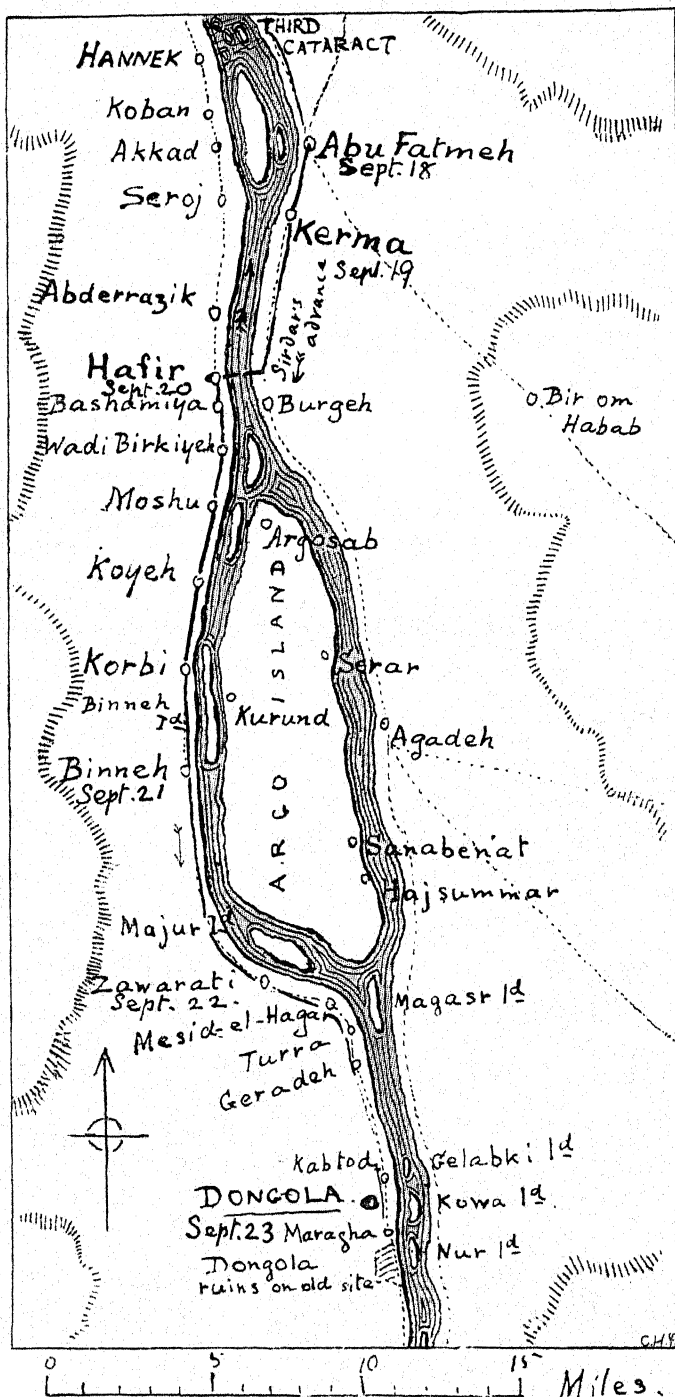 THIRD
CATARACT
HANNEK
Koban
Akkad
Abu Fatmeh
Sept. 18
Seroj
Kerma
Sept. 19
Abderrazik
Sirdar's
advance
Hafir
Sept. 20
Bashamiya
Burgeh
Bir om
Habab
Wadi Birkiyeh
Moshu
Argosab
Koyeh
ARGO ISLAND
Korbi
Serar
Binneh
Id
Kurund
Agadeh
Binneh
Sept. 21
Sanaben'at
Hajsummar
Majur Id
Zawarati
Sept. 22.
Magasr Id
Mesid-el-Hagar
Turra
Geradeh
Kabtod
Gelabki Id
DONGOLA
Kowa Id
Sept. 23
Maragha
Nur Id
Dongola
ruins on old site
0 5 10 15
Miles.